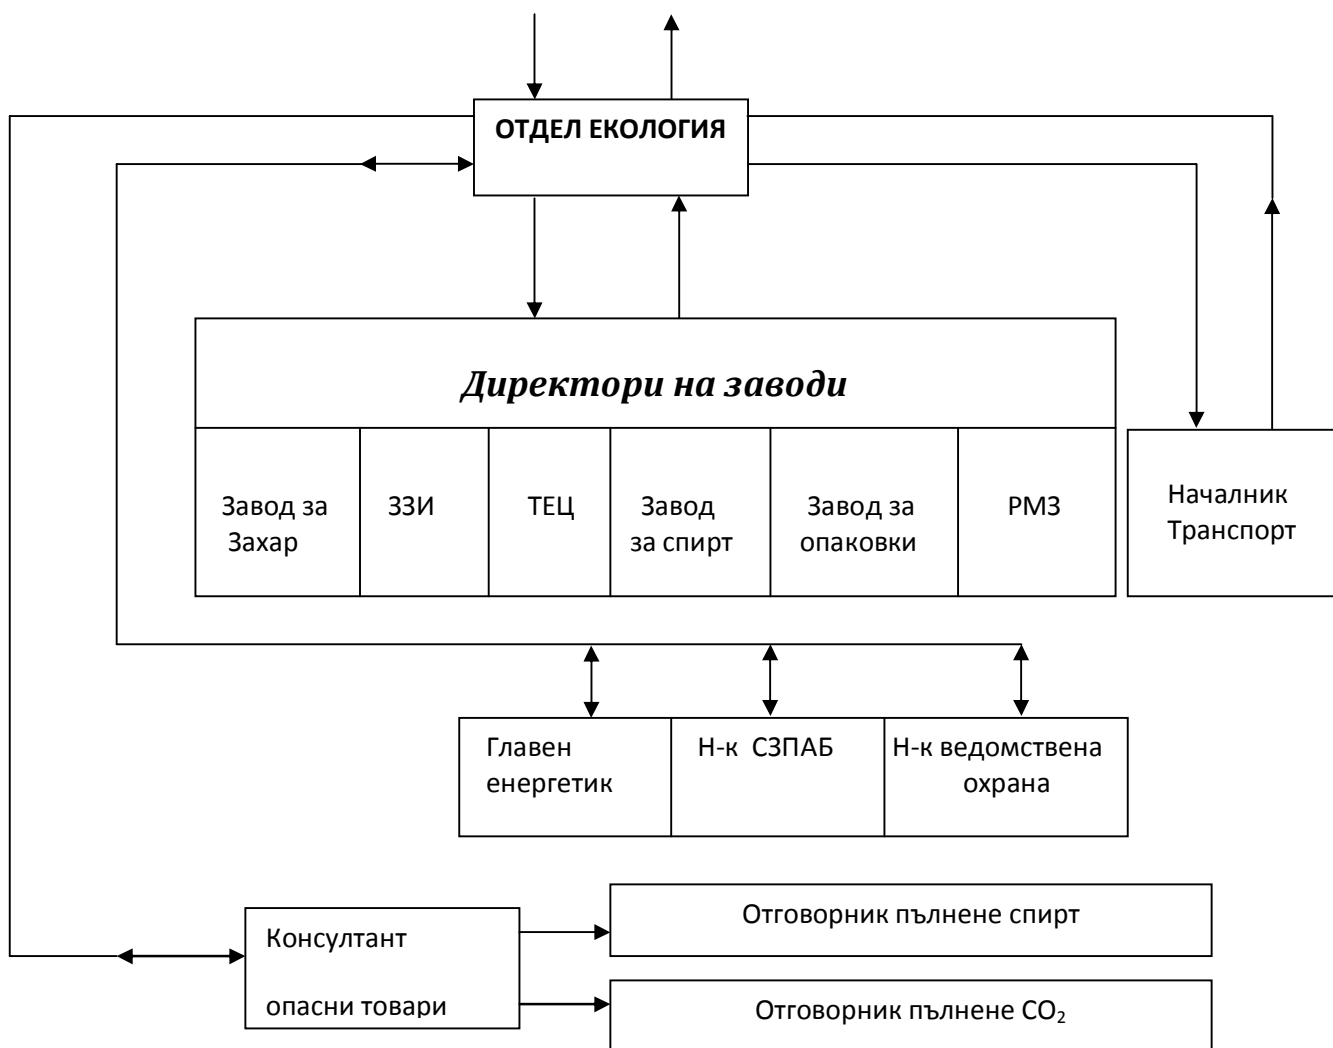 ОТДЕЛ ЕКОЛОГИЯ
Директори на заводи
Завод за
Захар
ЗЗИ
ТЕЦ
Завод
за спирт
Завод за
опаковки
РМЗ
Началник
Транспорт
Главен
енергетик
Н-к СЗПАБ
Н-к ведомствена
охрана
Консултант
опасни товари
Отговорник пълнене спирт
Отговорник пълнене CO₂